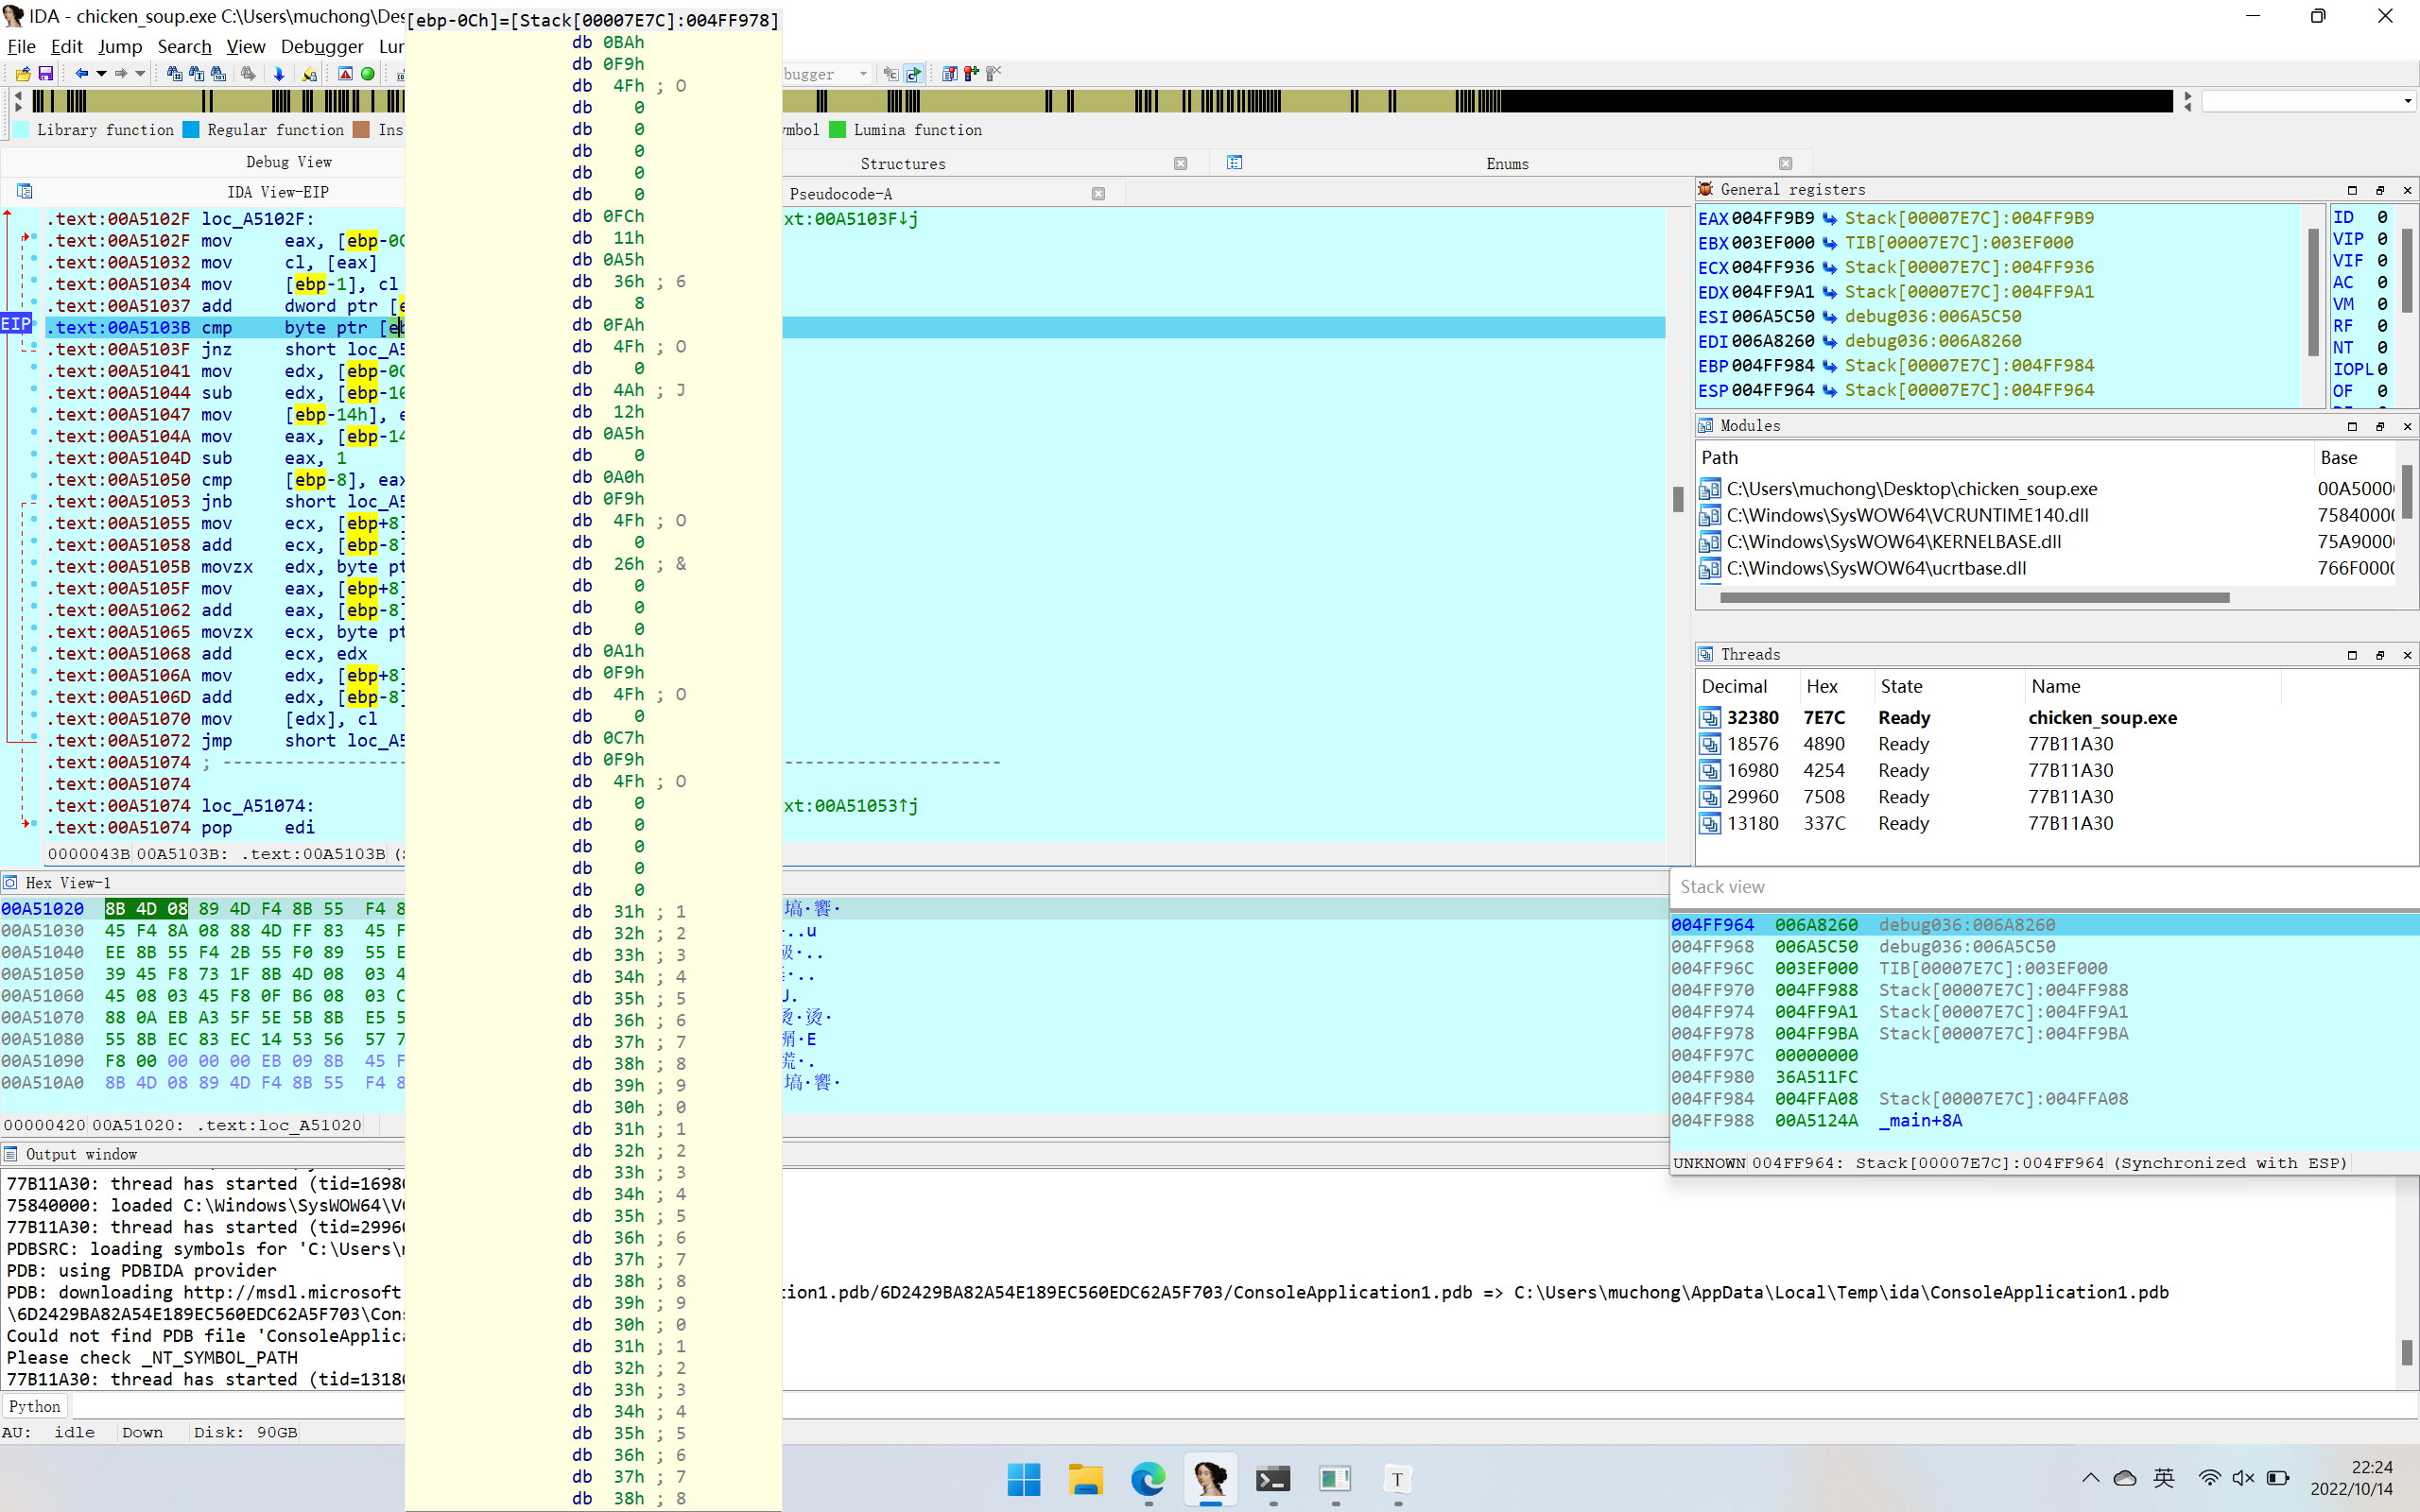 IDA - chicken_soup.exe C:\Users\muchong\Des
File Edit Jump Search View Debugger Lur
bugger
Library function Regular function Ins
mbol Lumina function
Debug View
Structures
Enums
IDA View-EIP
Pseudocode-A
.text:00A5102F loc_A5102F:
xt:00A5103F↓j
.text:00A5102F mov eax, [ebp-0C
.text:00A51032 mov cl, [eax]
.text:00A51034 mov [ebp-1], cl
.text:00A51037 add dword ptr [e
EIP
.text:00A5103B cmp byte ptr [eb
.text:00A5103F jnz short loc_A5
.text:00A51041 mov edx, [ebp-0C
.text:00A51044 sub edx, [ebp-10
.text:00A51047 mov [ebp-14h], e
.text:00A5104A mov eax, [ebp-14
.text:00A5104D sub eax, 1
.text:00A51050 cmp [ebp-8], eax
.text:00A51053 jnb short loc_A5
.text:00A51055 mov ecx, [ebp+8]
.text:00A51058 add ecx, [ebp-8]
.text:00A5105B movzx edx, byte pt
.text:00A5105F mov eax, [ebp+8]
.text:00A51062 add eax, [ebp-8]
.text:00A51065 movzx ecx, byte pt
.text:00A51068 add ecx, edx
.text:00A5106A mov edx, [ebp+8]
.text:00A5106D add edx, [ebp-8]
.text:00A51070 mov [edx], cl
.text:00A51072 jmp short loc_A5
.text:00A51074 ; ---------------------------------------
.text:00A51074
.text:00A51074 loc_A51074:
xt:00A51053↑j
.text:00A51074 pop edi
0000043B 00A5103B: .text:00A5103B (S
[ebp-0Ch]=[Stack[00007E7C]:004FF978]
db 0BAh
db 0F9h
db 4Fh ; O
db 0
db 0
db 0
db 0
db 0
db 0FCh
db 11h
db 0A5h
db 36h ; 6
db 8
db 0FAh
db 4Fh ; O
db 0
db 4Ah ; J
db 12h
db 0A5h
db 0
db 0A0h
db 0F9h
db 4Fh ; O
db 0
db 26h ; &
db 0
db 0
db 0
db 0A1h
db 0F9h
db 4Fh ; O
db 0
db 0C7h
db 0F9h
db 4Fh ; O
db 0
db 0
db 0
db 0
db 0
db 31h ; 1
db 32h ; 2
db 33h ; 3
db 34h ; 4
db 35h ; 5
db 36h ; 6
db 37h ; 7
db 38h ; 8
db 39h ; 9
db 30h ; 0
db 31h ; 1
db 32h ; 2
db 33h ; 3
db 34h ; 4
db 35h ; 5
db 36h ; 6
db 37h ; 7
db 38h ; 8
db 39h ; 9
db 30h ; 0
db 31h ; 1
db 32h ; 2
db 33h ; 3
db 34h ; 4
db 35h ; 5
db 36h ; 6
db 37h ; 7
db 38h ; 8
General registers
EAX 004FF9B9 Stack[00007E7C]:004FF9B9
EBX 003EF000 TIB[00007E7C]:003EF000
ECX 004FF936 Stack[00007E7C]:004FF936
EDX 004FF9A1 Stack[00007E7C]:004FF9A1
ESI 006A5C50 debug036:006A5C50
EDI 006A8260 debug036:006A8260
EBP 004FF984 Stack[00007E7C]:004FF984
ESP 004FF964 Stack[00007E7C]:004FF964
ID 0
VIP 0
VIF 0
AC 0
VM 0
RF 0
NT 0
IOPL 0
OF 0
Modules
Path Base
C:\Users\muchong\Desktop\chicken_soup.exe 00A5000
C:\Windows\SysWOW64\VCRUNTIME140.dll 7584000
C:\Windows\SysWOW64\KERNELBASE.dll 75A9000
C:\Windows\SysWOW64\ucrtbase.dll 766F000
Threads
Decimal Hex State Name
32380 7E7C Ready chicken_soup.exe
18576 4890 Ready 77B11A30
16980 4254 Ready 77B11A30
29960 7508 Ready 77B11A30
13180 337C Ready 77B11A30
Hex View-1
00A51020 8B 4D 08 89 4D F4 8B 55 F4 8
00A51030 45 F4 8A 08 88 4D FF 83 45 F
00A51040 EE 8B 55 F4 2B 55 F0 89 55 E
00A51050 39 45 F8 73 1F 8B 4D 08 03 4
00A51060 45 08 03 45 F8 0F B6 08 03 C
00A51070 88 0A EB A3 5F 5E 5B 8B E5 5
00A51080 55 8B EC 83 EC 14 53 56 57 7
00A51090 F8 00 00 00 00 EB 09 8B 45 F
00A510A0 8B 4D 08 89 4D F4 8B 55 F4 8
00000420 00A51020: .text:loc_A51020
Stack view
004FF964 006A8260 debug036:006A8260
004FF968 006A5C50 debug036:006A5C50
004FF96C 003EF000 TIB[00007E7C]:003EF000
004FF970 004FF988 Stack[00007E7C]:004FF988
004FF974 004FF9A1 Stack[00007E7C]:004FF9A1
004FF978 004FF9BA Stack[00007E7C]:004FF9BA
004FF97C 00000000
004FF980 36A511FC
004FF984 004FFA08 Stack[00007E7C]:004FFA08
004FF988 00A5124A _main+8A
UNKNOWN 004FF964: Stack[00007E7C]:004FF964 (Synchronized with ESP)
Output window
77B11A30: thread has started (tid=1698
75840000: loaded C:\Windows\SysWOW64\VC
77B11A30: thread has started (tid=2996
PDBSRC: loading symbols for 'C:\Users\m
PDB: using PDBIDA provider
PDB: downloading http://msdl.microsoft
tion1.pdb/6D2429BA82A54E189EC560EDC62A5F703/ConsoleApplication1.pdb => C:\Users\muchong\AppData\Local\Temp\ida\ConsoleApplication1.pdb
\6D2429BA82A54E189EC560EDC62A5F703\Cons
Could not find PDB file 'ConsoleApplica
Please check _NT_SYMBOL_PATH
77B11A30: thread has started (tid=1318
Python
AU: idle Down Disk: 90GB
英
22:24
2022/10/14